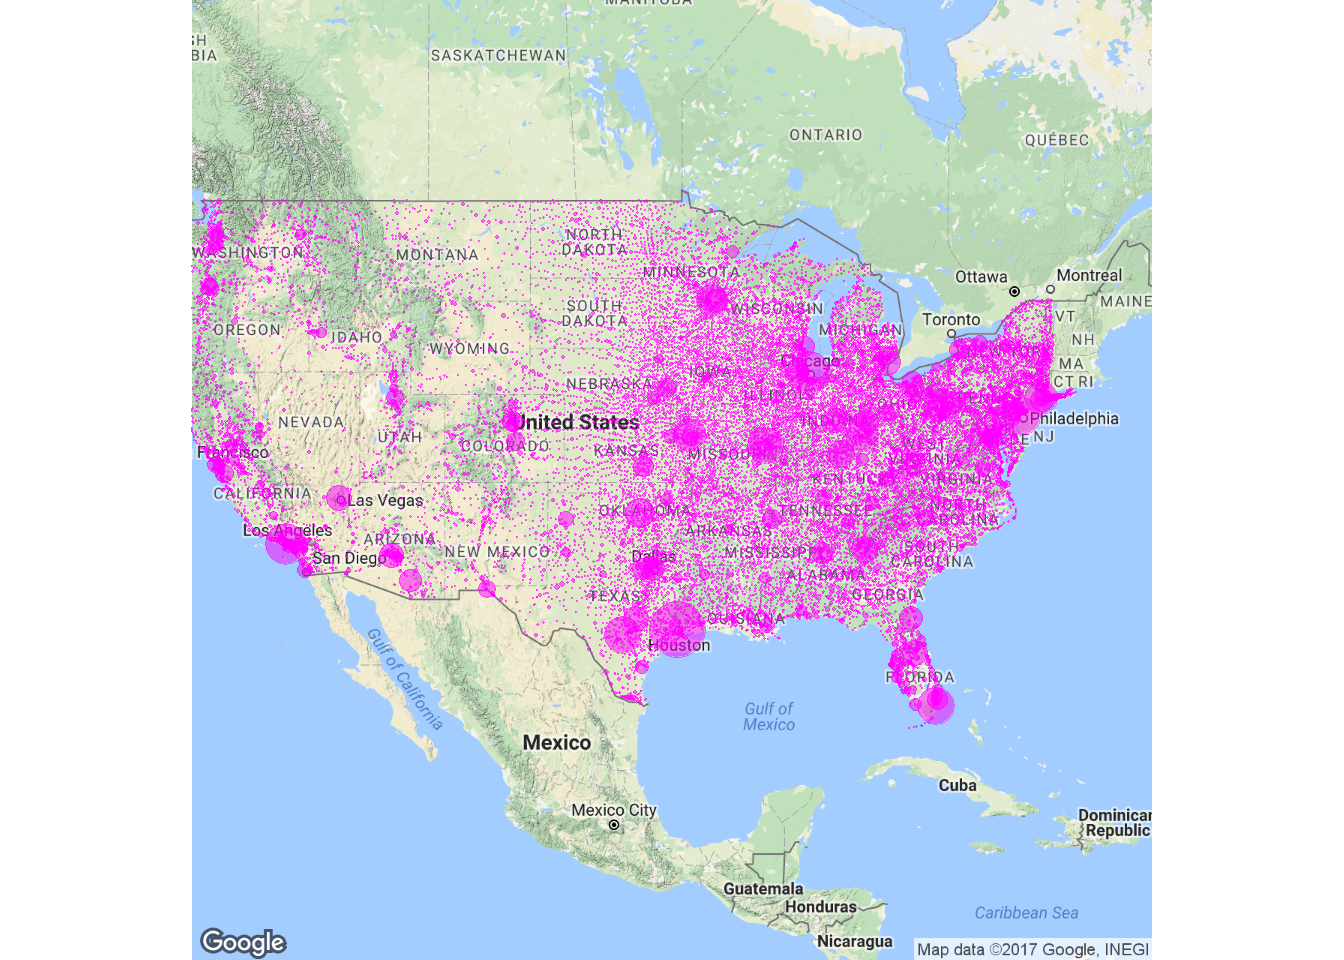 MANITOBA
SH
BIA
SASKATCHEWAN
ONTARIO
QUÉBEC
NORTH
DAKOTA
WASHINGTON
MONTANA
MINNESOTA
Ottawa
Montreal
MAINE
SOUTH
DAKOTA
WISCONSIN
VT
Toronto
OREGON
IDAHO
MICHIGAN
NH
WYOMING
Chicago
MA
IOWA
CT RI
NEBRASKA
ILLINOIS
NEVADA
United States
Philadelphia
UTAH
COLORADO
DE NJ
Francisco
KANSAS
MISSOU
WEST
VIRGINIA
CALIFORNIA
Las Vegas
KENTUC
VIRGINIA
OKLAHOMA
TENNESSEE
NORTH
CAROLINA
Los Angeles
ARIZONA
NEW MEXICO
ARKANSAS
San Diego
Dallas
MISSISSIPPI
SOUTH
CAROLINA
ALABAMA
TEXAS
GEORGIA
LOUISIANA
Houston
Gulf of California
FLORIDA
Gulf of
Mexico
Mexico
Cuba
Mexico City
Dominican
Republic
Guatemala
Honduras
Caribbean Sea
Nicaragua
Google
Map data ©2017 Google, INEGI